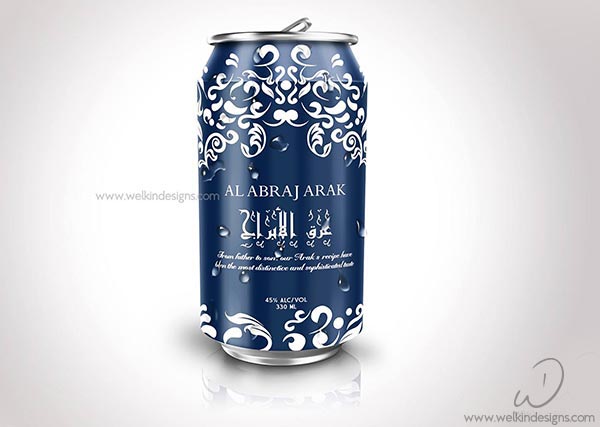 www.welkindesigns.com
AL ABRAJ ARAK
عرق الأبراج
From father to son, our Arak's recipe have
been the most distinctive and sophisticated taste
45% ALC/VOL
330 ML
www.welkindesigns.com